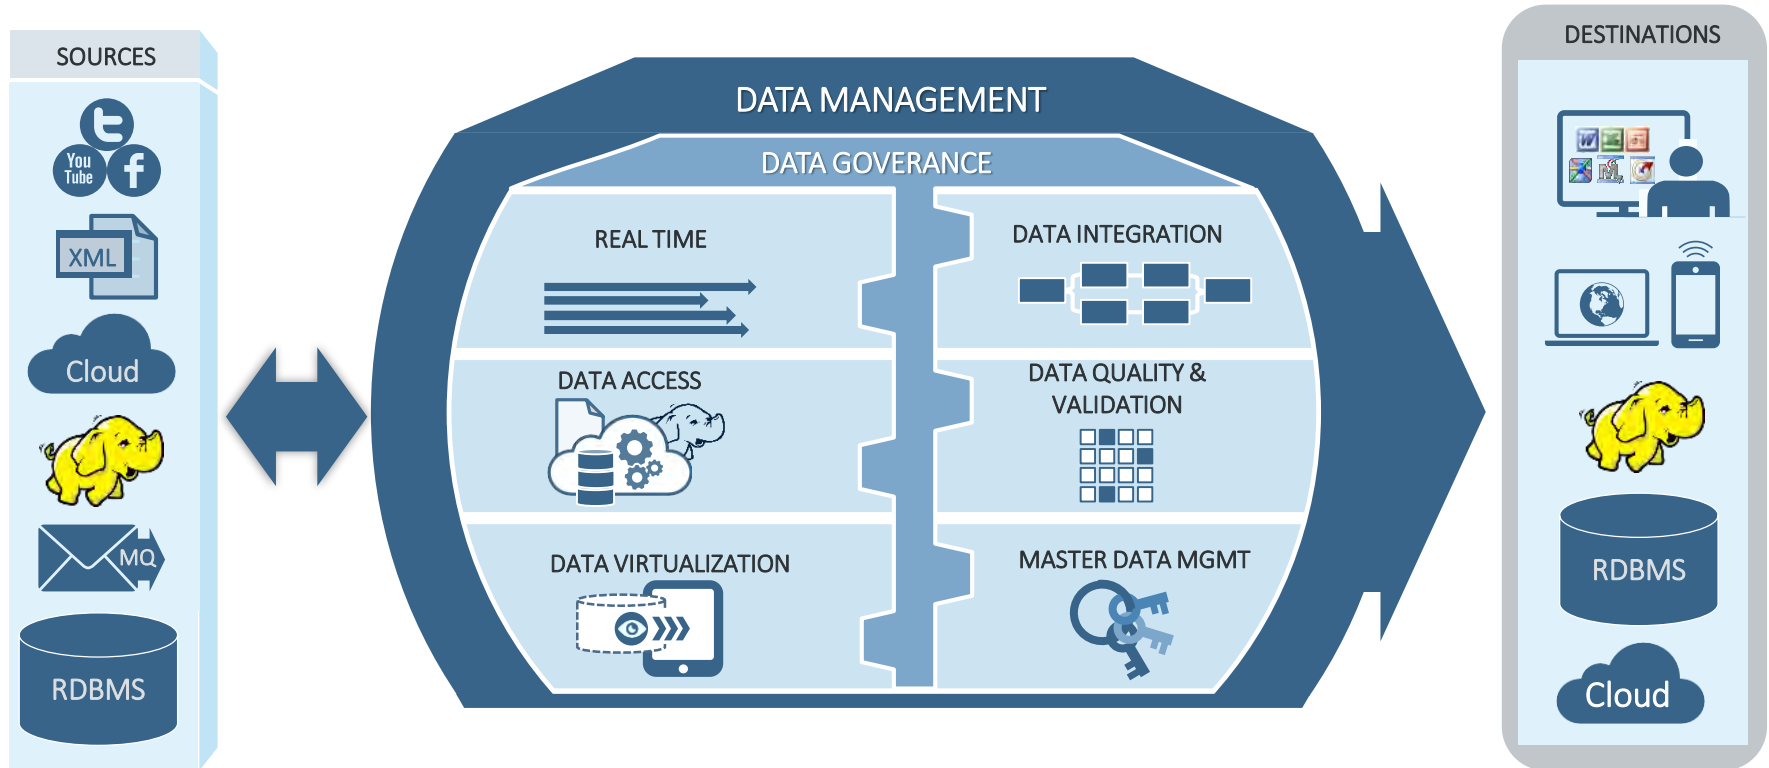 SOURCES
You
Tube
XML
Cloud
MQ
RDBMS
DATA MANAGEMENT
DATA GOVERANCE
REAL TIME
DATA INTEGRATION
DATA ACCESS
DATA QUALITY &
VALIDATION
DATA VIRTUALIZATION
MASTER DATA MGMT
DESTINATIONS
RDBMS
Cloud